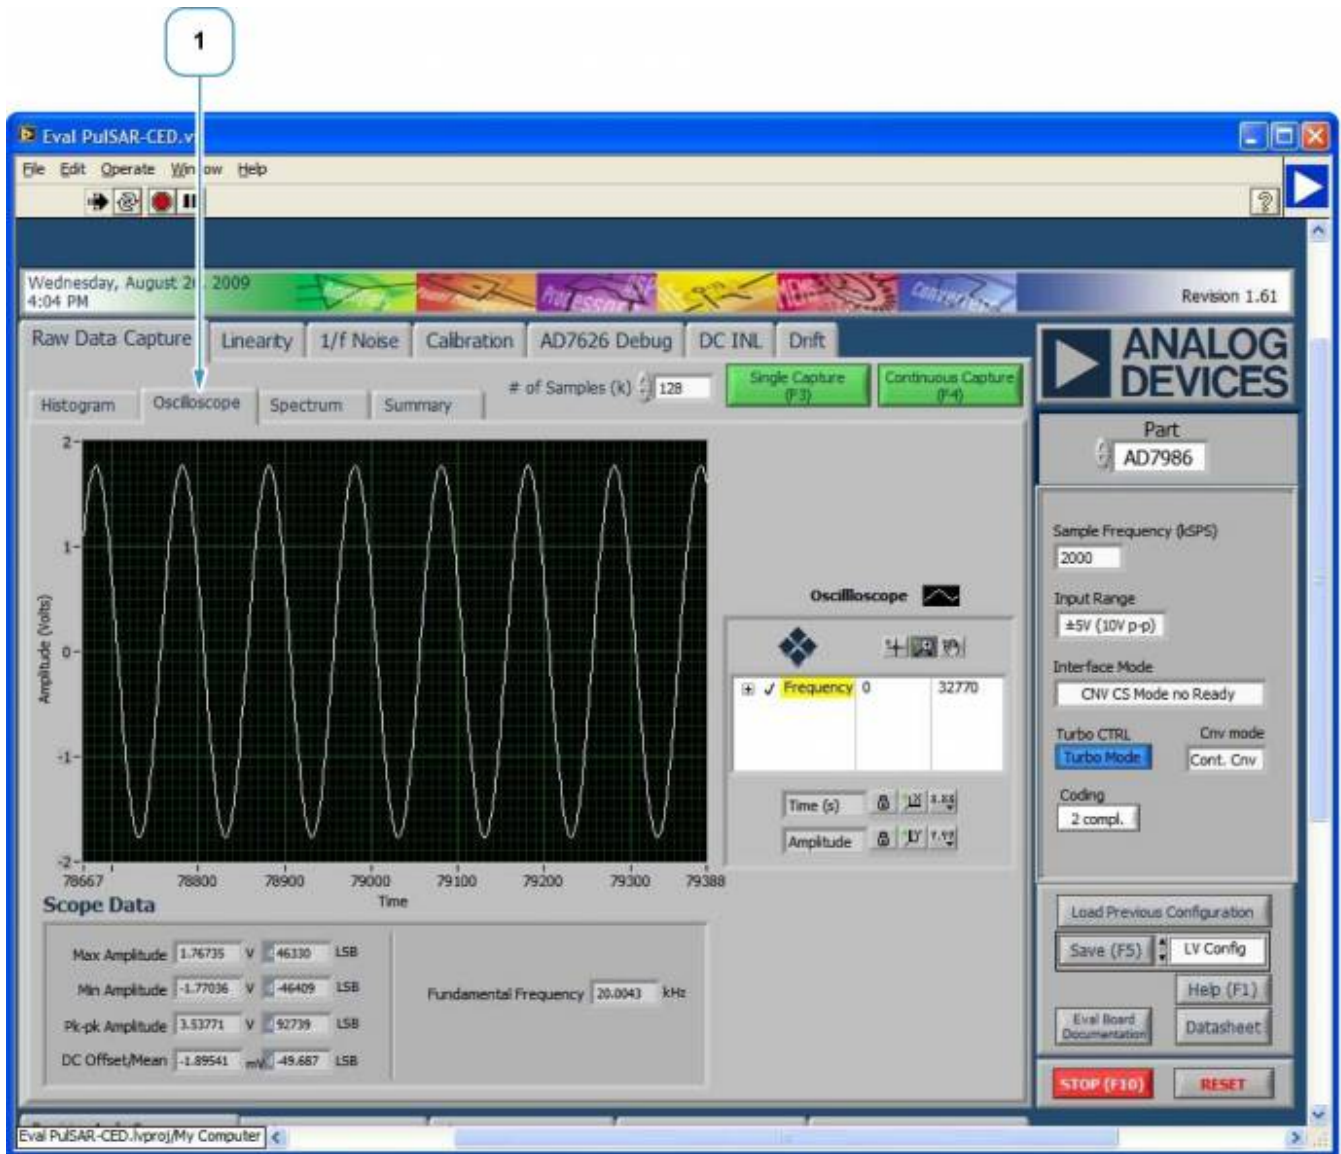 1
Eval PulSAR-CED.v
File Edit Operate Window Help
Wednesday, August 26, 2009
4:04 PM
Revision 1.61
Raw Data Capture Linearity 1/f Noise Calibration AD7626 Debug DC INL Drift
ANALOG
DEVICES
Histogram Oscilloscope Spectrum Summary
# of Samples (k) 128
Single Capture
(F3)
Continuous Capture
(F4)
Part
AD7986
2
1
0
-1
-2
Amplitude (Volts)
78667 78800 78900 79000 79100 79200 79300 79388
Time
Oscillloscope
Frequency 0 32770
Time (s)
Amplitude
Sample Frequency (kSPS)
2000
Input Range
±5V (10V p-p)
Interface Mode
CNV CS Mode no Ready
Turbo CTRL Cnv mode
Turbo Mode Cont. Cnv
Coding
2 compl.
Scope Data
Max Amplitude 1.76735 V 46330 LSB
Min Amplitude -1.77036 V -46409 LSB
Pk-pk Amplitude 3.53771 V 92739 LSB
DC Offset/Mean -1.89541 mV -49.687 LSB
Fundamental Frequency 20.0043 kHz
Load Previous Configuration
Save (F5) LV Config
Help (F1)
Eval Board
Documentation
Datasheet
STOP (F10) RESET
Eval PulSAR-CED.lvproj/My Computer